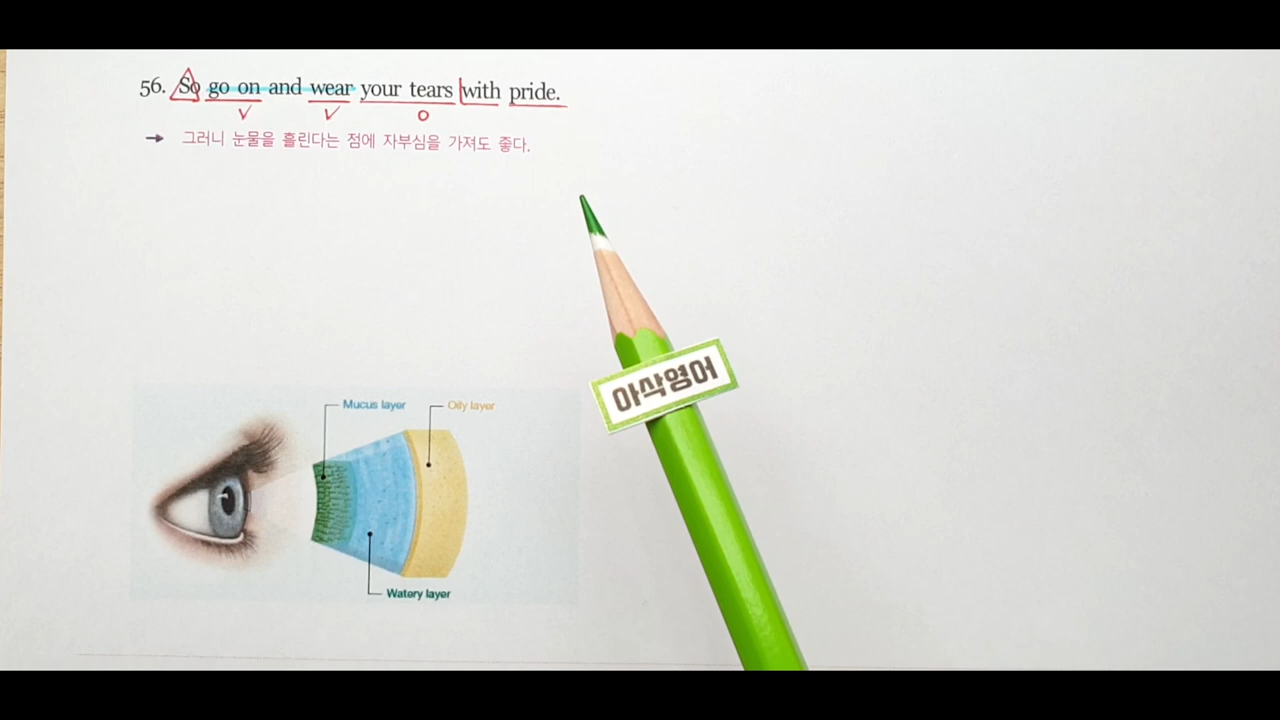 56. So go on and wear your tears with pride.
→ 그러니 눈물을 흘린다는 점에 자부심을 가져도 좋다.
아삭영어
Mucus layer
Oily layer
Watery layer